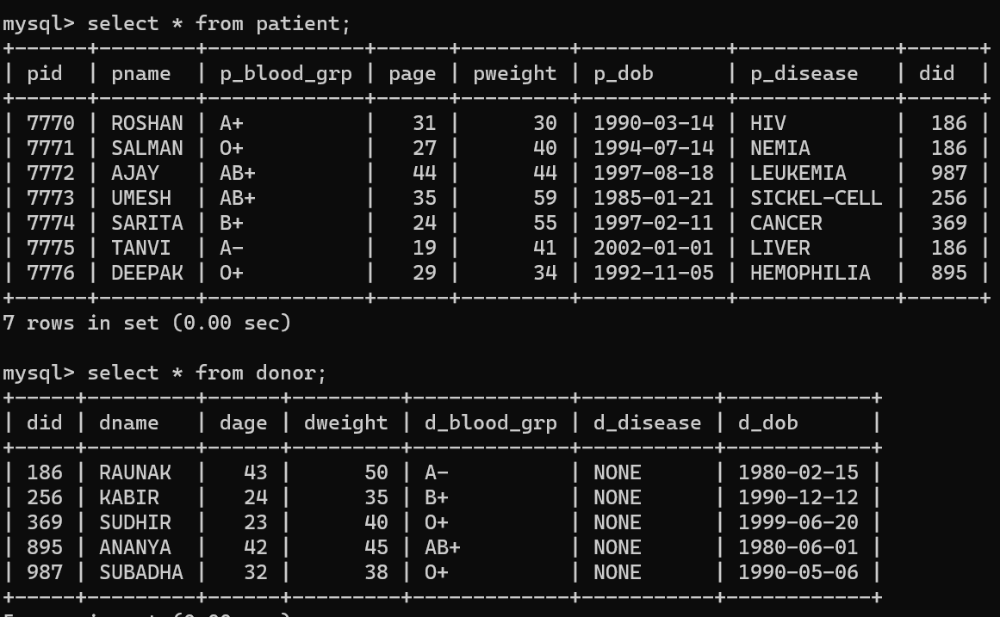 mysql> select * from patient;
+------+--------+--------------+------+---------+------------+-------------+------+
| pid  | pname  | p_blood_grp | page | pweight | p_dob      | p_disease   | did  |
+------+--------+--------------+------+---------+------------+-------------+------+
| 7770 | ROSHAN | A+          |   31 |      30 | 1990-03-14 | HIV         |  186 |
| 7771 | SALMAN | O+          |   27 |      40 | 1994-07-14 | NEMIA       |  186 |
| 7772 | AJAY   | AB+         |   44 |      44 | 1997-08-18 | LEUKEMIA    |  987 |
| 7773 | UMESH  | AB+         |   35 |      59 | 1985-01-21 | SICKEL-CELL |  256 |
| 7774 | SARITA | B+          |   24 |      55 | 1997-02-11 | CANCER      |  369 |
| 7775 | TANVI  | A-          |   19 |      41 | 2002-01-01 | LIVER       |  186 |
| 7776 | DEEPAK | O+          |   29 |      34 | 1992-11-05 | HEMOPHILIA  |  895 |
+------+--------+--------------+------+---------+------------+-------------+------+
7 rows in set (0.00 sec)
mysql> select * from donor;
+-----+---------+------+---------+-------------+-----------+------------+
| did | dname   | dage | dweight | d_blood_grp | d_disease | d_dob      |
+-----+---------+------+---------+-------------+-----------+------------+
| 186 | RAUNAK  |   43 |      50 | A-          | NONE      | 1980-02-15 |
| 256 | KABIR   |   24 |      35 | B+          | NONE      | 1990-12-12 |
| 369 | SUDHIR  |   23 |      40 | O+          | NONE      | 1999-06-20 |
| 895 | ANANYA  |   42 |      45 | AB+         | NONE      | 1980-06-01 |
| 987 | SUBADHA |   32 |      38 | O+          | NONE      | 1990-05-06 |
+-----+---------+------+---------+-------------+-----------+------------+